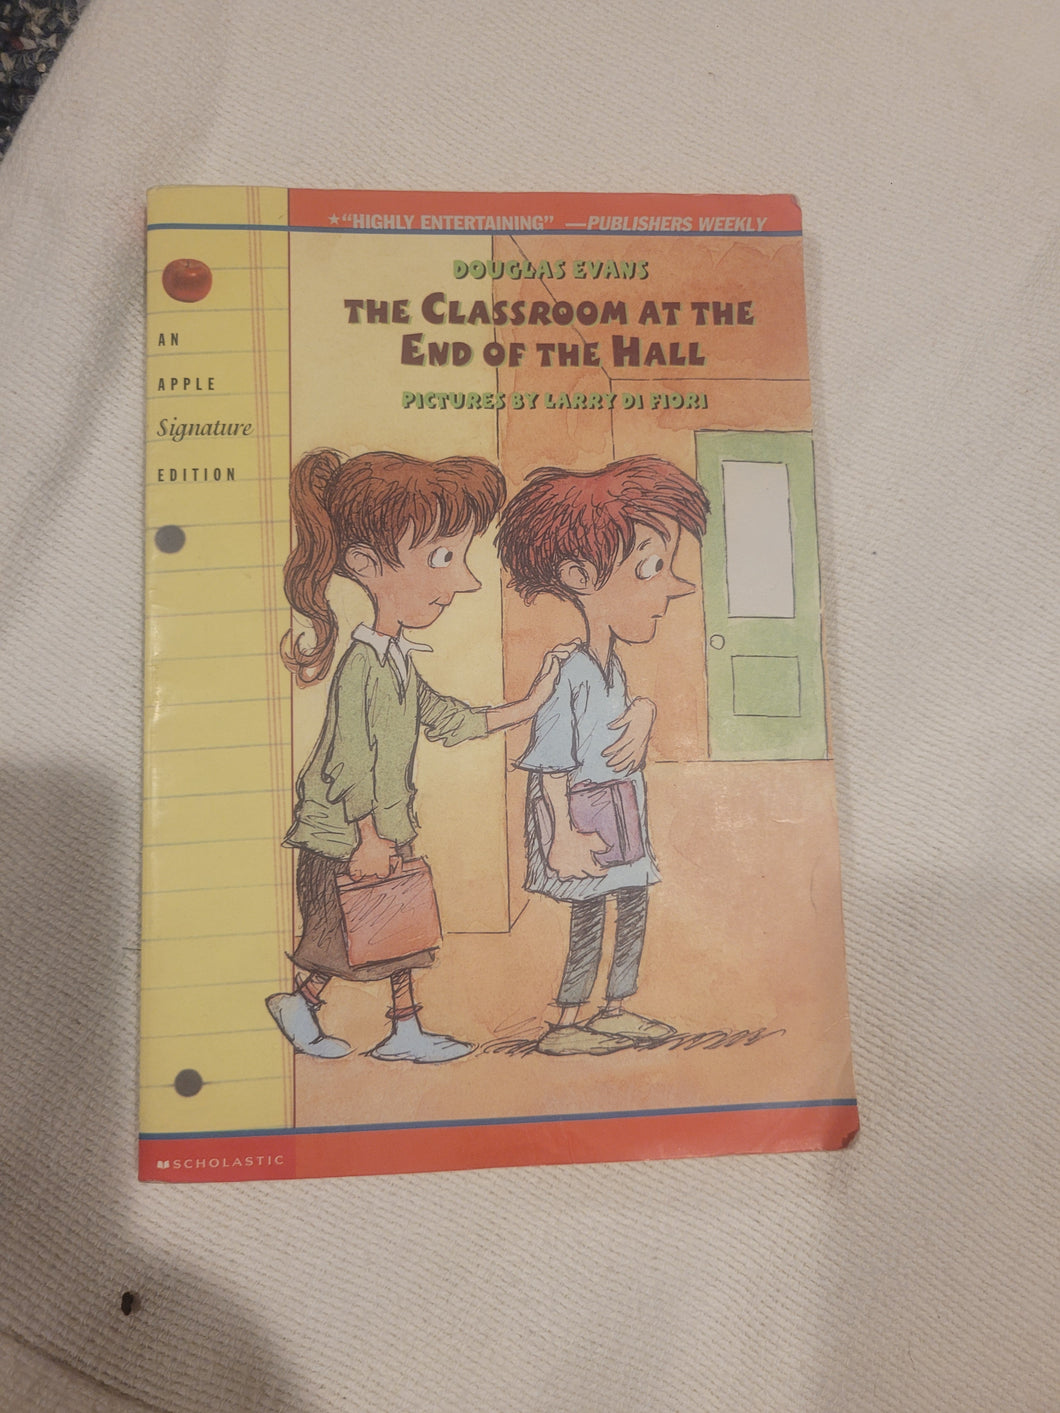 ★"HIGHLY ENTERTAINING" —PUBLISHERS WEEKLY
DOUGLAS EVANS
THE CLASSROOM AT THE
END OF THE HALL
PICTURES BY LARRY DI FIORI
AN
APPLE
Signature
EDITION
SCHOLASTIC